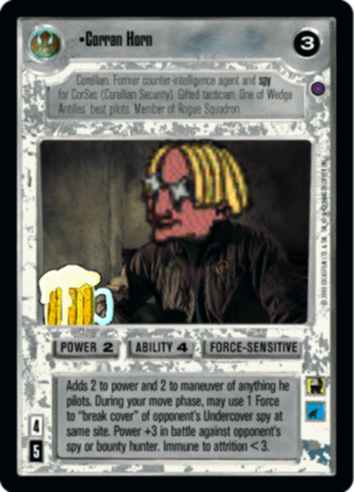 •Corran Horn
3
Corellian. Former counter-intelligence agent and spy
for CorSec (Corellian Security). Gifted tactician. One of Wedge
Antilles' best pilots. Member of Rogue Squadron.
POWER 2 ABILITY 4 FORCE-SENSITIVE
Adds 2 to power and 2 to maneuver of anything he
pilots. During your move phase, may use 1 Force
to “break cover” of opponent's Undercover spy at
same site. Power +3 in battle against opponent's
spy or bounty hunter. Immune to attrition < 3.
4
5